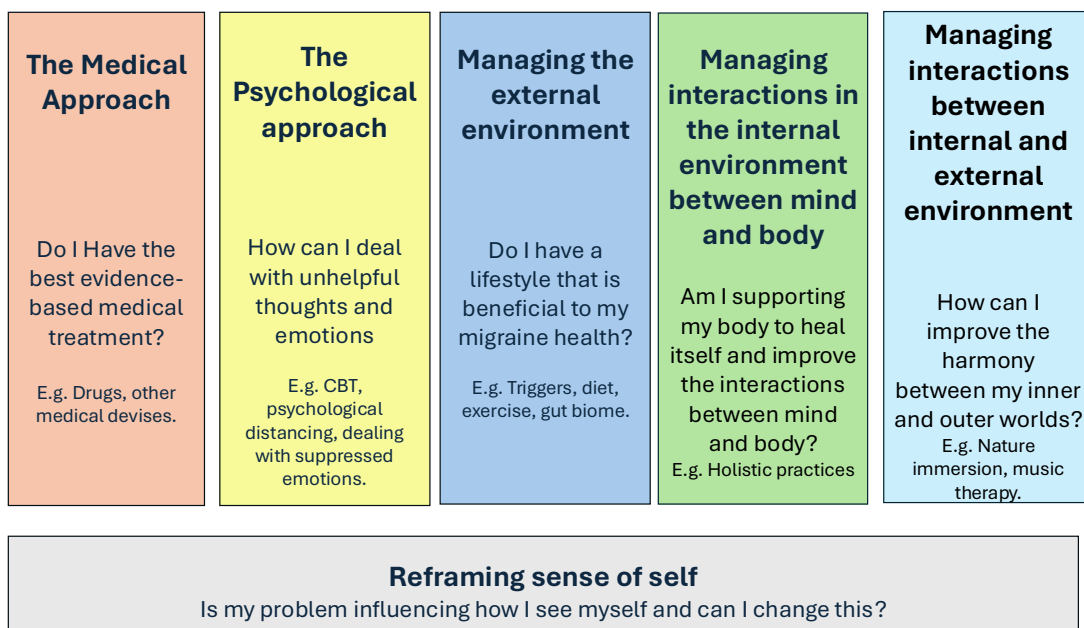 The Medical
Approach
Do I Have the
best evidence-
based medical
treatment?
E.g. Drugs, other
medical devises.
The
Psychological
approach
How can I deal
with unhelpful
thoughts and
emotions
E.g. CBT,
psychological
distancing, dealing
with suppressed
emotions.
Managing the
external
environment
Do I have a
lifestyle that is
beneficial to my
migraine health?
E.g. Triggers, diet,
exercise, gut biome.
Managing
interactions in
the internal
environment
between mind
and body
Am I supporting
my body to heal
itself and improve
the interactions
between mind
and body?
E.g. Holistic practices
Managing
interactions
between
internal and
external
environment
How can I
improve the
harmony
between my inner
and outer worlds?
E.g. Nature
immersion, music
therapy.
Reframing sense of self
Is my problem influencing how I see myself and can I change this?